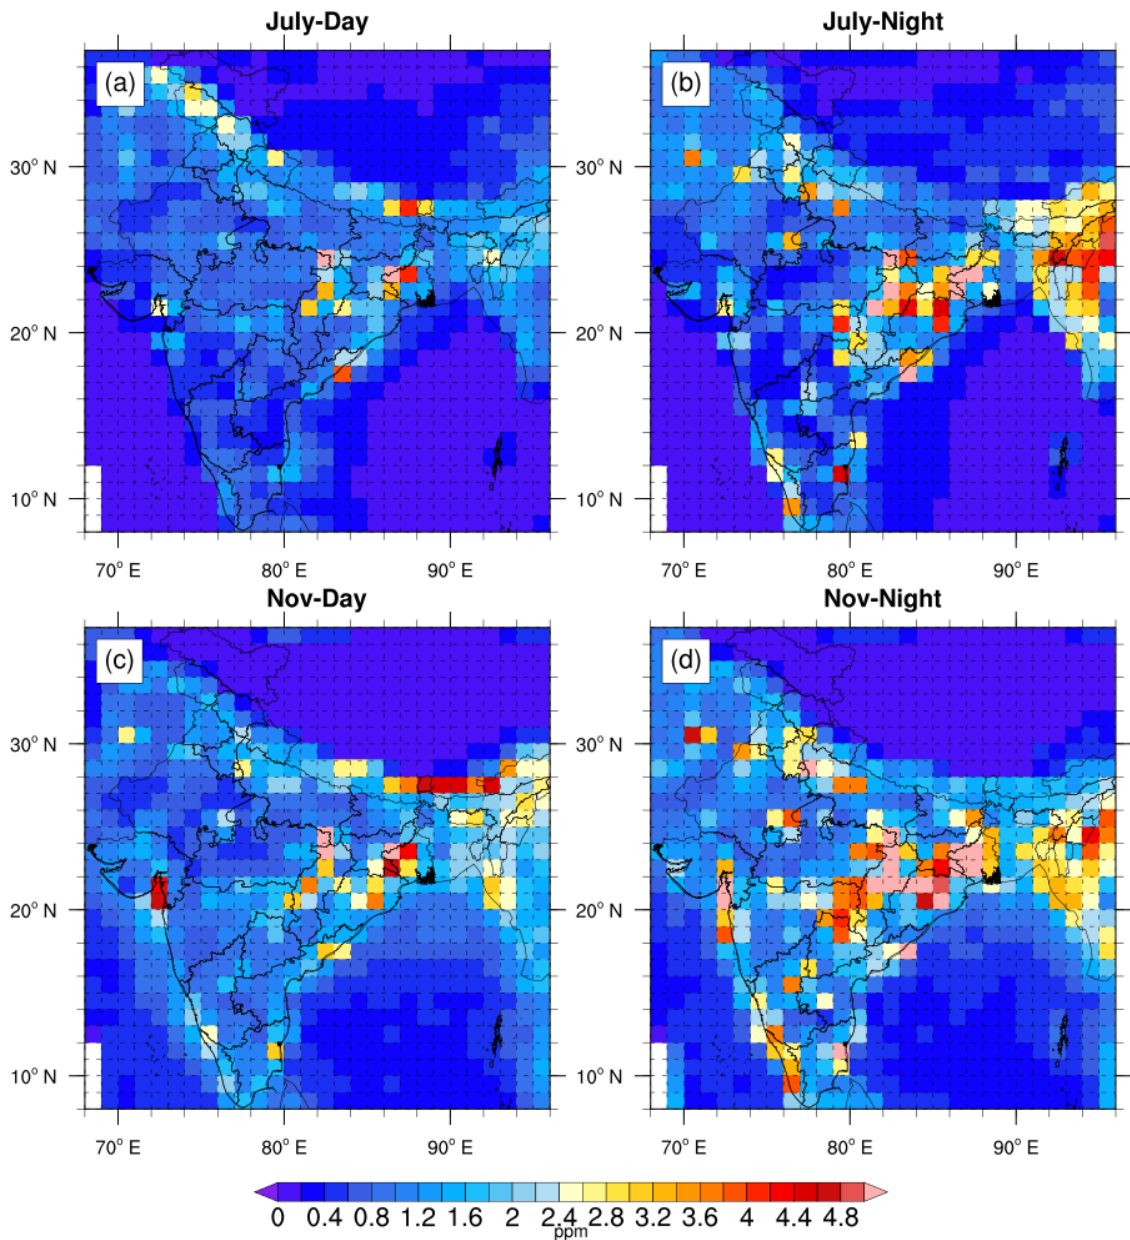 July-Day
July-Night
(a)
(b)
30° N
30° N
20° N
20° N
10° N
10° N
70° E
80° E
90° E
70° E
80° E
90° E
Nov-Day
Nov-Night
(c)
(d)
30° N
30° N
20° N
20° N
10° N
10° N
70° E
80° E
90° E
70° E
80° E
90° E
0 0.4 0.8 1.2 1.6 2 2.4 2.8 3.2 3.6 4 4.4 4.8
ppm